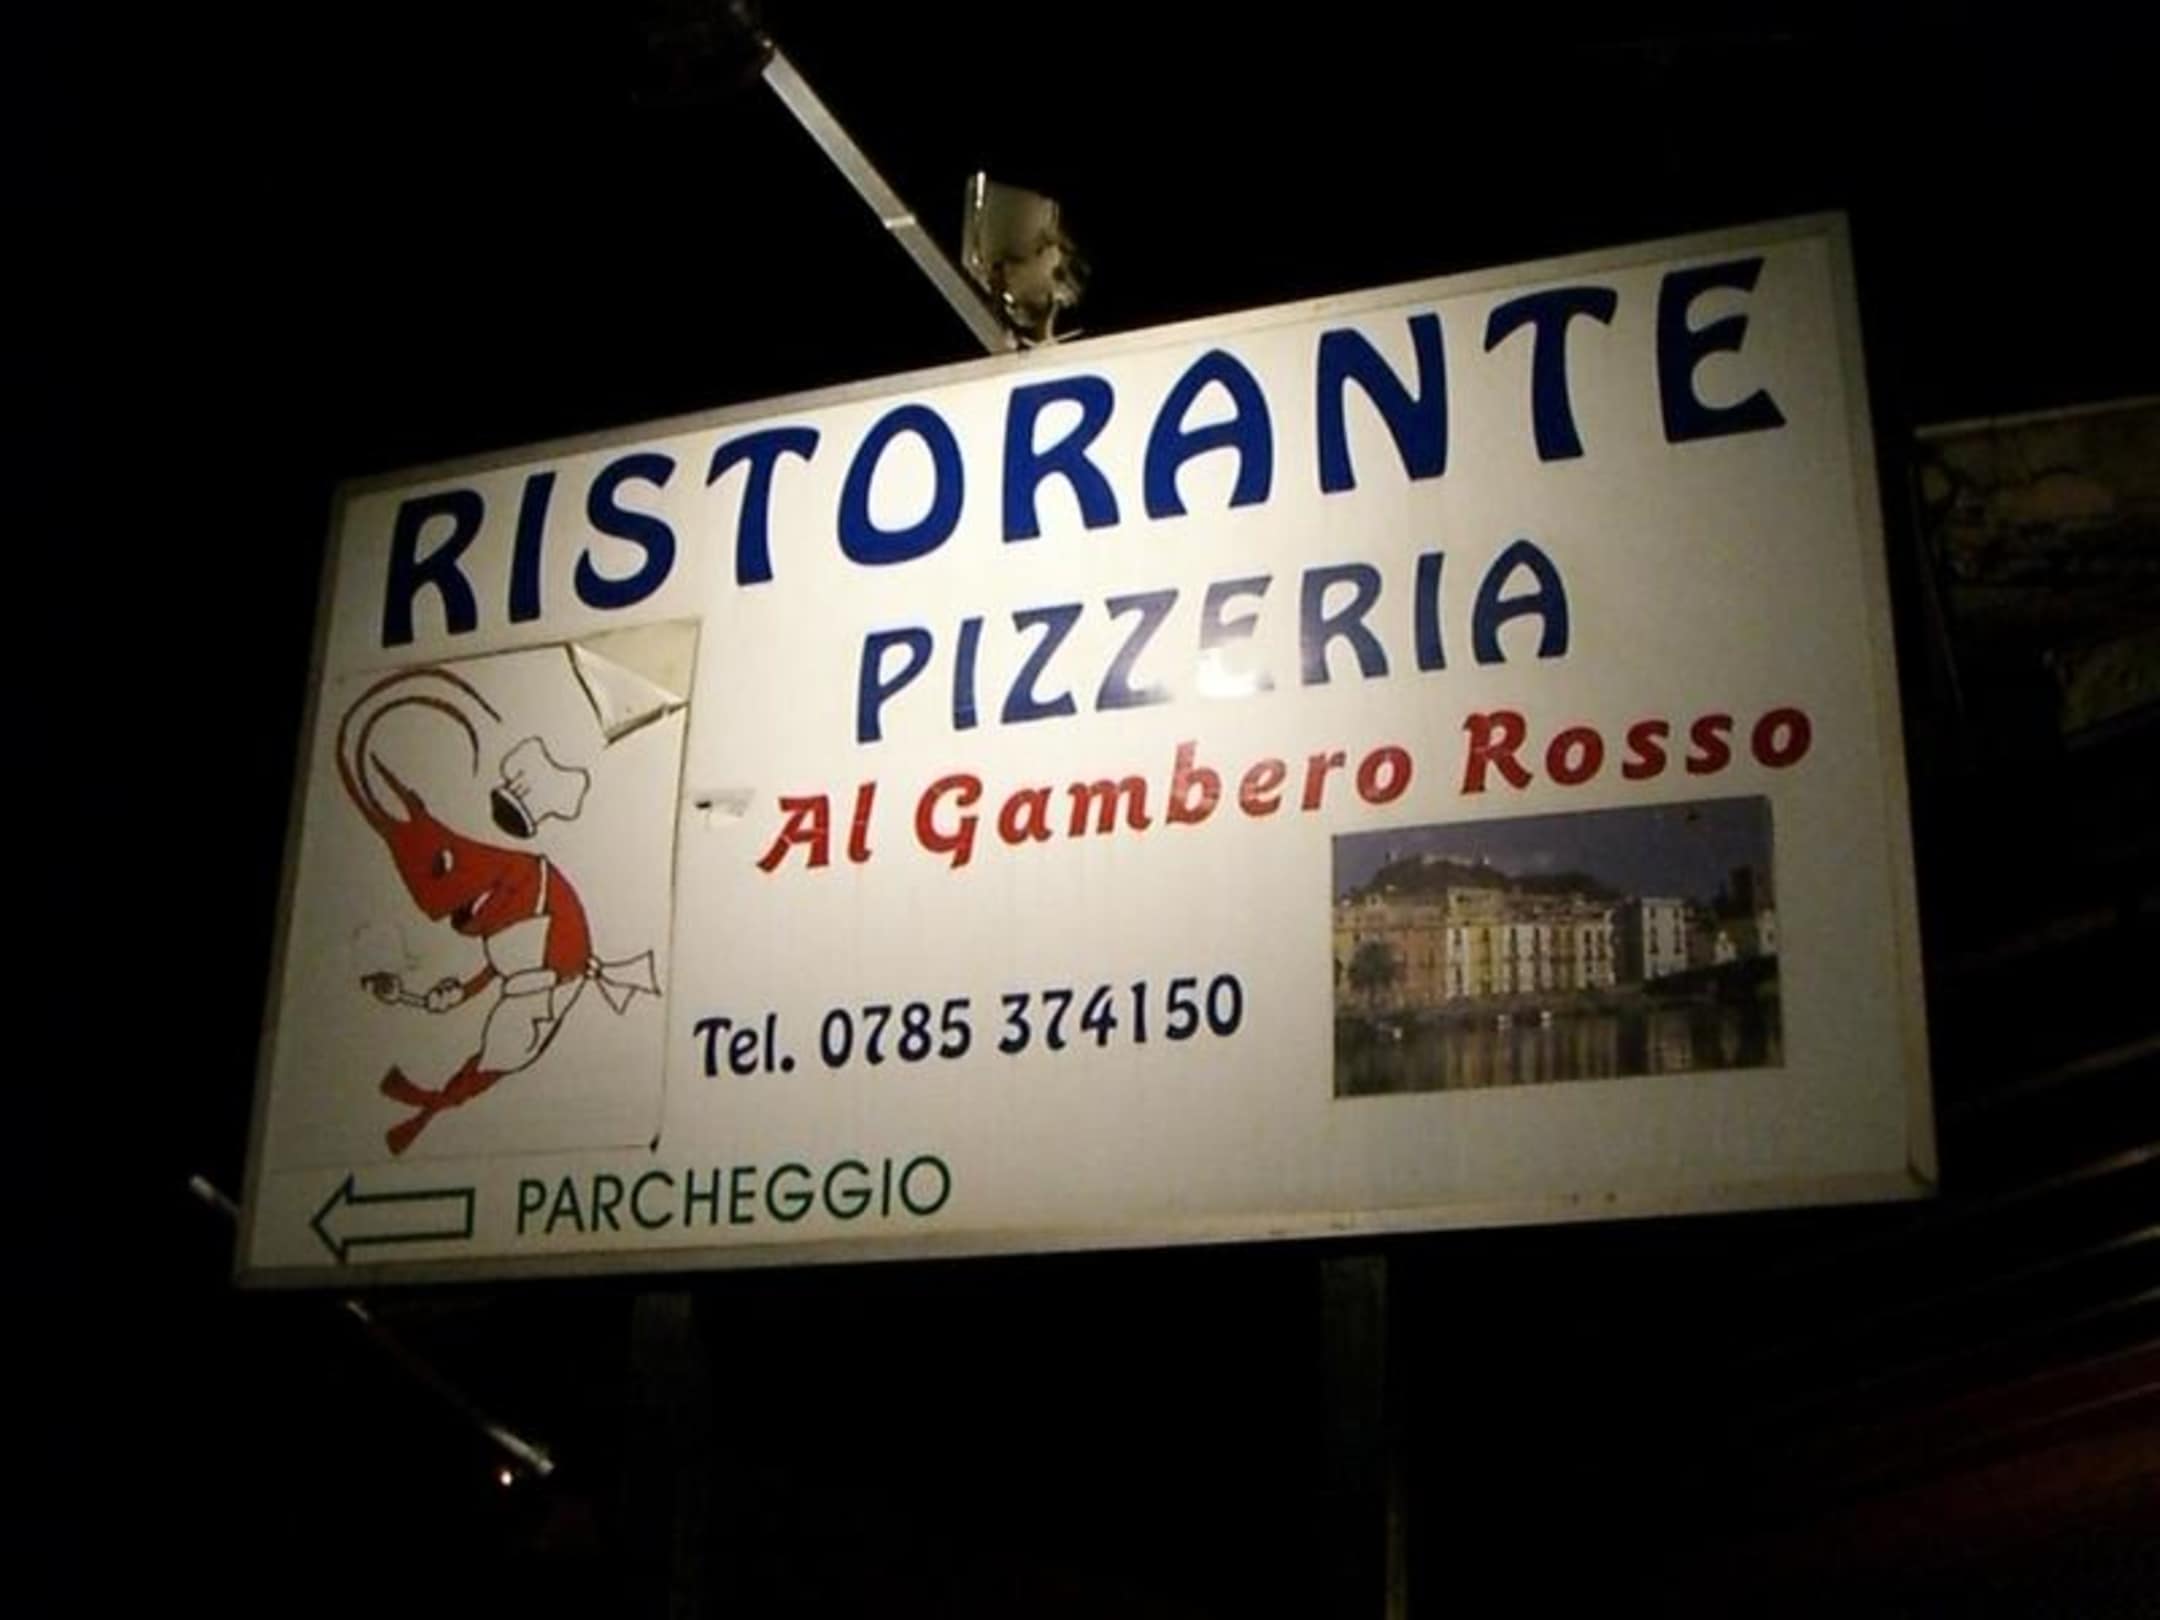 RISTORANTE
PIZZERIA
Al Gambero Rosso
Tel. 0785 374150
PARCHEGGIO